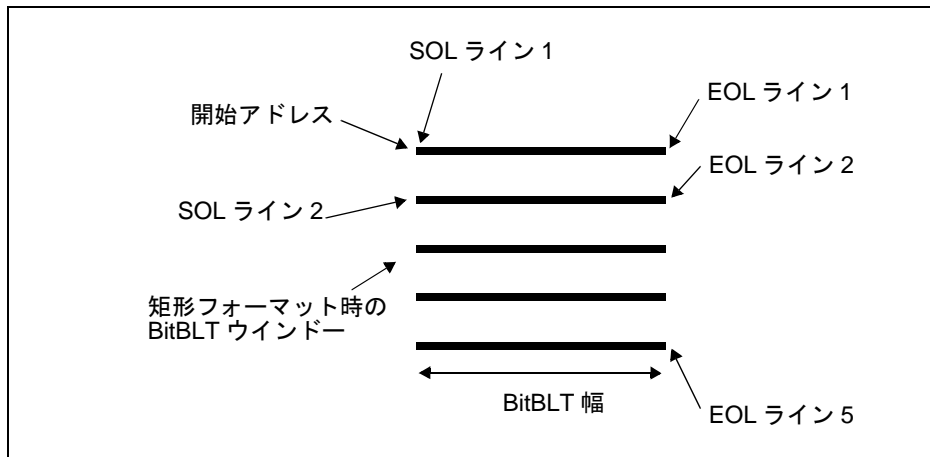 SOL ライン 1
EOL ライン 1
開始アドレス
EOL ライン 2
SOL ライン 2
矩形フォーマット時の
BitBLT ウインドー
BitBLT 幅
EOL ライン 5